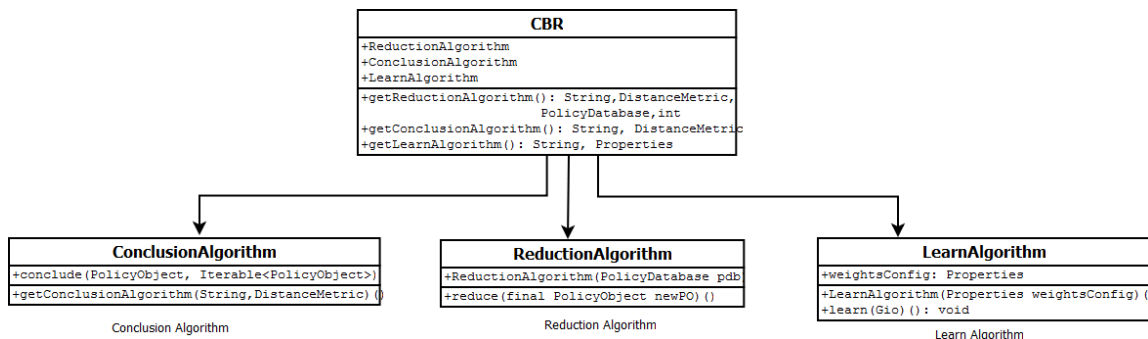 CBR
+ReductionAlgorithm
+ConclusionAlgorithm
+LearnAlgorithm
+getReductionAlgorithm(): String,DistanceMetric,
PolicyDatabase,int
+getConclusionAlgorithm(): String, DistanceMetric
+getLearnAlgorithm(): String, Properties
ConclusionAlgorithm
+conclude(PolicyObject, Iterable<PolicyObject>)
+getConclusionAlgorithm(String,DistanceMetric)()
Conclusion Algorithm
ReductionAlgorithm
+ReductionAlgorithm(PolicyDatabase pdb)
+reduce(final PolicyObject newPO)()
Reduction Algorithm
LearnAlgorithm
+weightsConfig: Properties
+LearnAlgorithm(Properties weightsConfig)()
+learn(Gio)(): void
Learn Algorithm